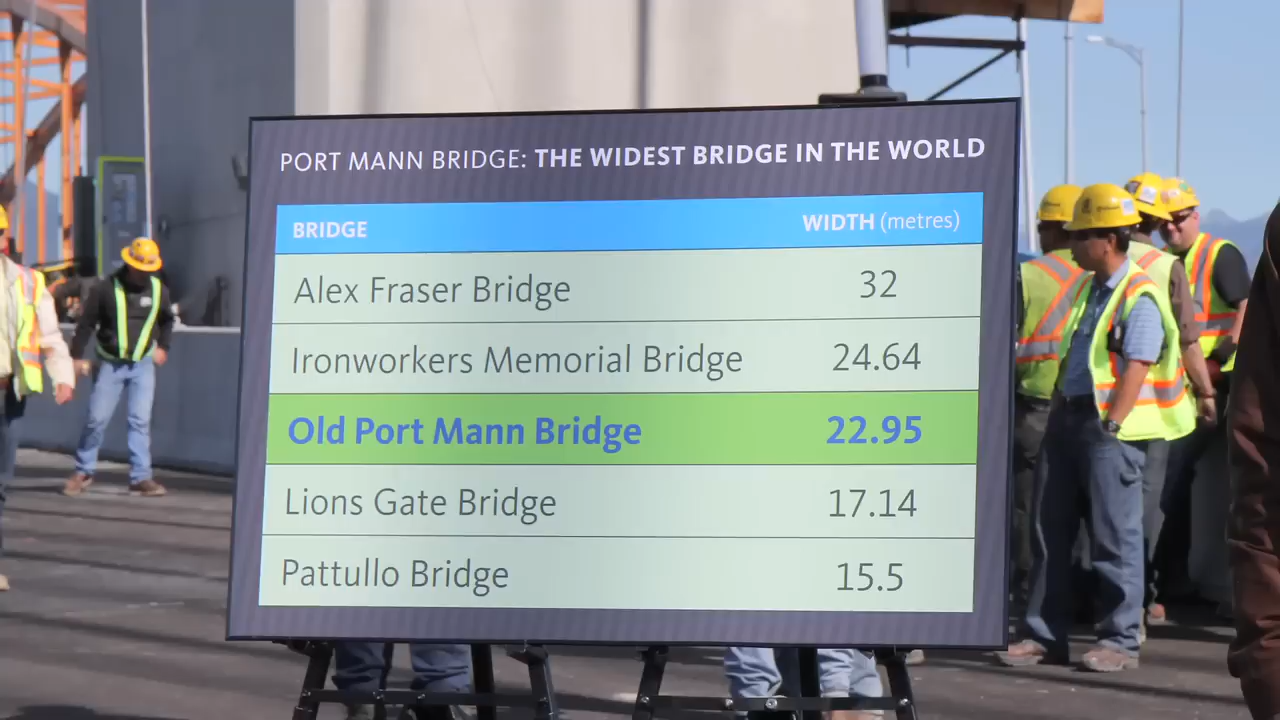 PORT MANN BRIDGE: THE WIDEST BRIDGE IN THE WORLD
BRIDGE WIDTH (metres)
Alex Fraser Bridge 32
Ironworkers Memorial Bridge 24.64
Old Port Mann Bridge 22.95
Lions Gate Bridge 17.14
Pattullo Bridge 15.5